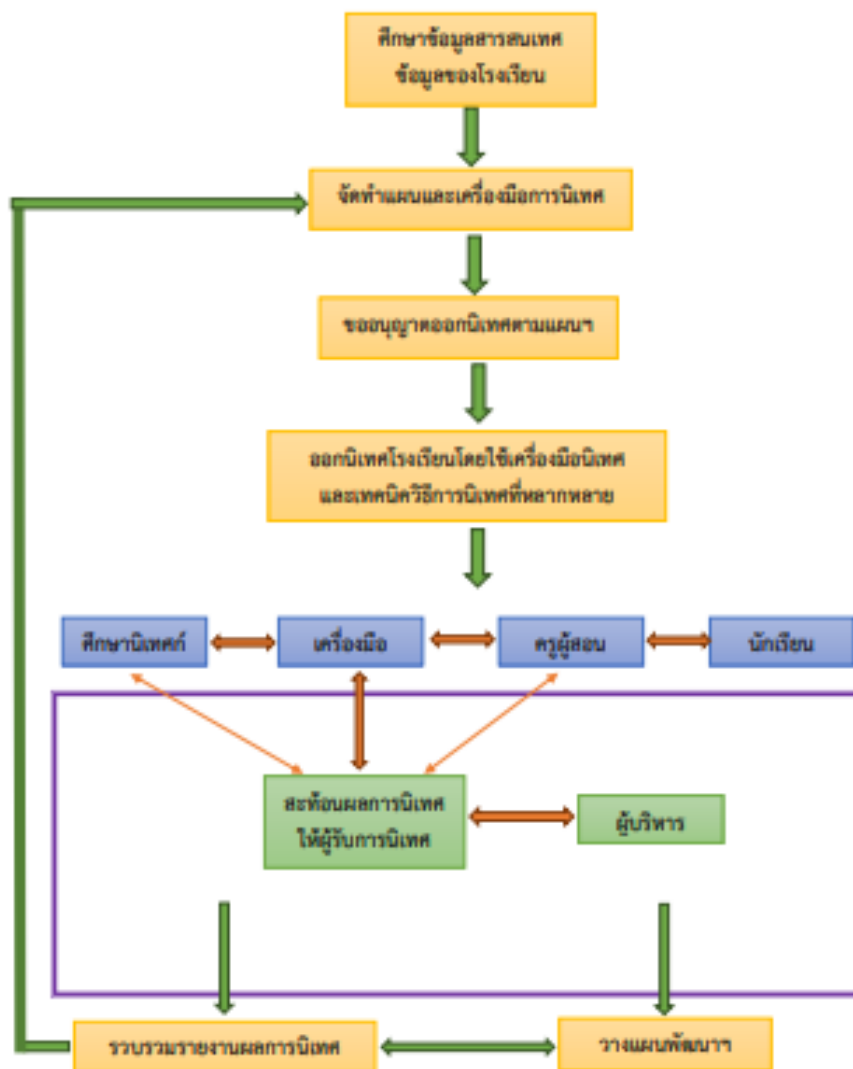 ศึกษาข้อมูลสารสนเทศ
ข้อมูลของโรงเรียน
จัดทำแผนและเครื่องมือการนิเทศ
ขออนุญาตออกนิเทศตามแผนฯ
ออกนิเทศโรงเรียนโดยใช้เครื่องมือนิเทศ
และเทคนิควิธีการนิเทศที่หลากหลาย
ศึกษานิเทศก์
เครื่องมือ
ครูผู้สอน
นักเรียน
สะท้อนผลการนิเทศ
ให้ผู้รับการนิเทศ
ผู้บริหาร
รวบรวมรายงานผลการนิเทศ
วางแผนพัฒนาฯ